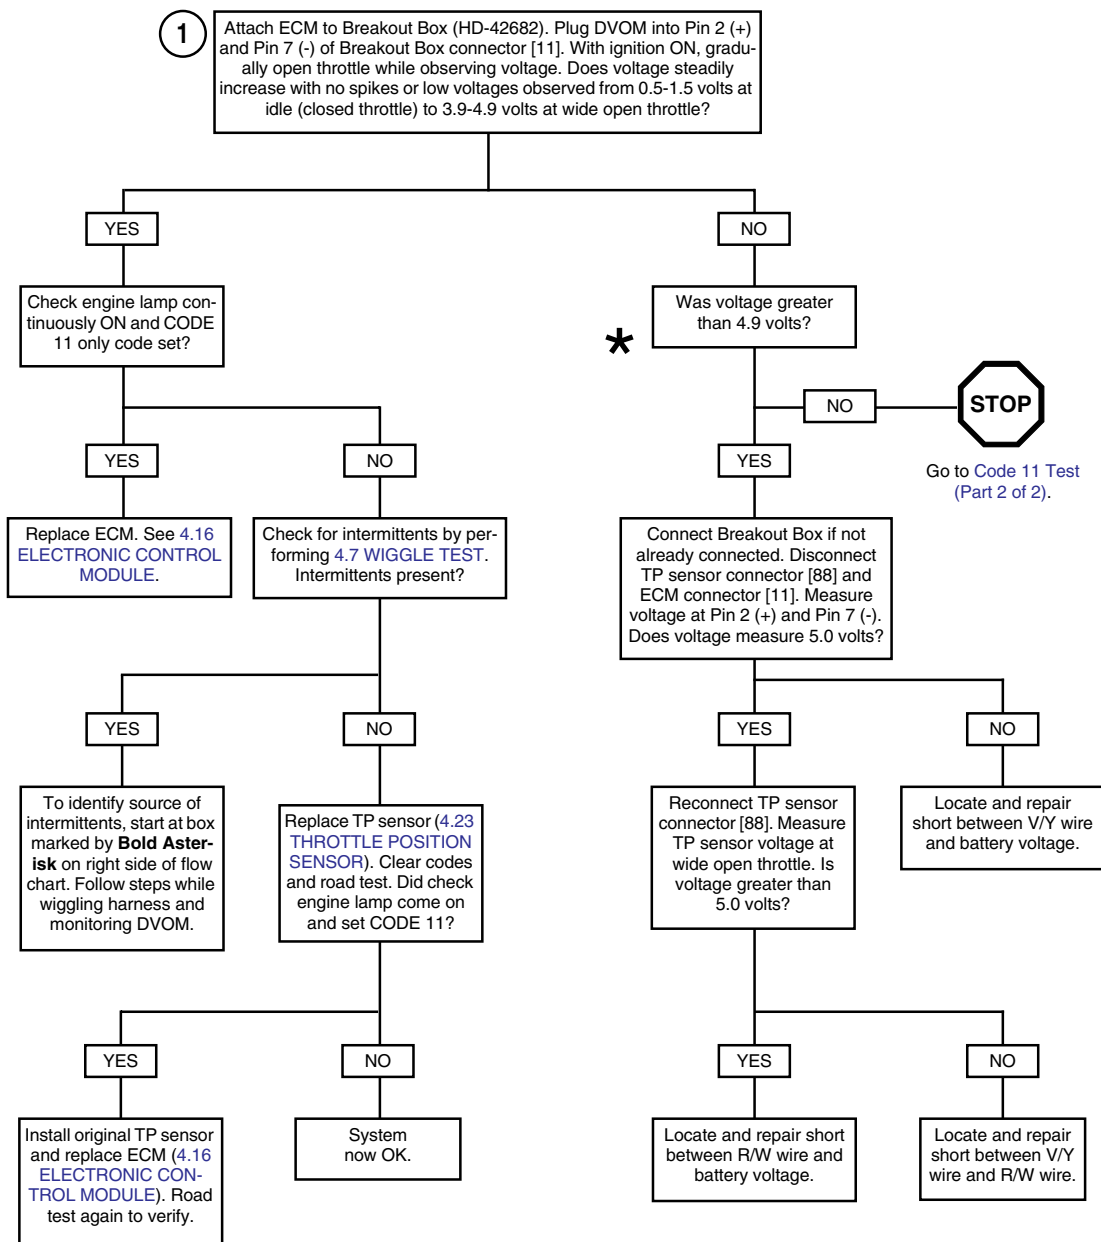 1
Attach ECM to Breakout Box (HD-42682). Plug DVOM into Pin 2 (+)
and Pin 7 (-) of Breakout Box connector [11]. With ignition ON, grad-
ually open throttle while observing voltage. Does voltage steadily
increase with no spikes or low voltages observed from 0.5-1.5 volts at
idle (closed throttle) to 3.9-4.9 volts at wide open throttle?
YES
NO
Check engine lamp con-
tinuously ON and CODE
11 only code set?
*
Was voltage greater
than 4.9 volts?
NO
STOP
Go to Code 11 Test
(Part 2 of 2).
YES
NO
YES
Replace ECM. See 4.16
ELECTRONIC CONTROL
MODULE.
Check for intermittents by per-
forming 4.7 WIGGLE TEST.
Intermittents present?
Connect Breakout Box if not
already connected. Disconnect
TP sensor connector [88] and
ECM connector [11]. Measure
voltage at Pin 2 (+) and Pin 7 (-).
Does voltage measure 5.0 volts?
YES
NO
YES
NO
To identify source of
intermittents, start at box
marked by Bold Aster-
isk on right side of flow
chart. Follow steps while
wiggling harness and
monitoring DVOM.
Replace TP sensor (4.23
THROTTLE POSITION
SENSOR). Clear codes
and road test. Did check
engine lamp come on
and set CODE 11?
Reconnect TP sensor
connector [88]. Measure
TP sensor voltage at
wide open throttle. Is
voltage greater than
5.0 volts?
Locate and repair
short between V/Y wire
and battery voltage.
YES
NO
YES
NO
Install original TP sensor
and replace ECM (4.16
ELECTRONIC CON-
TROL MODULE). Road
test again to verify.
System
now OK.
Locate and repair short
between R/W wire and
battery voltage.
Locate and repair
short between V/Y
wire and R/W wire.